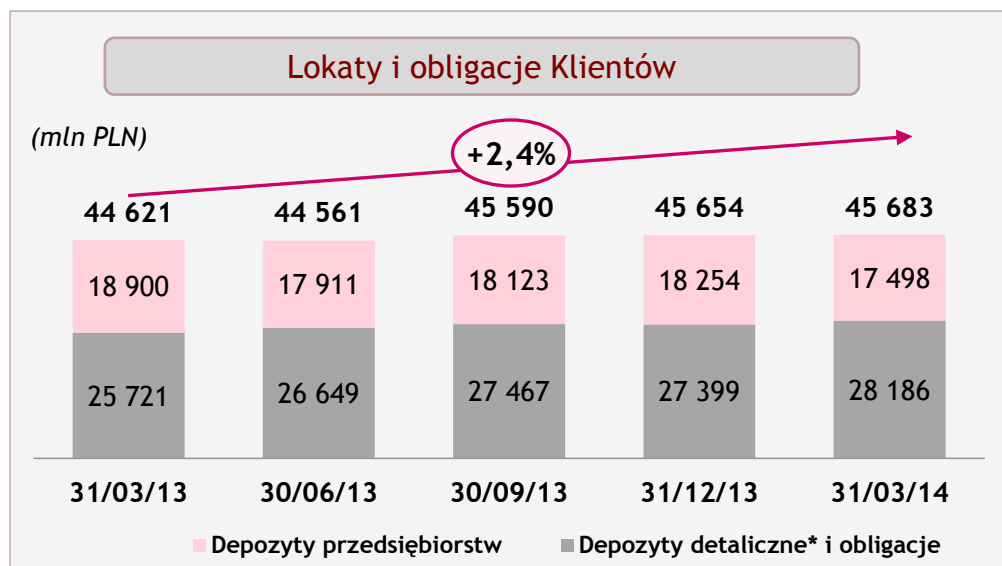 Lokaty i obligacje Klientów
(mln PLN)
+2,4%
44 621 44 561 45 590 45 654 45 683
18 900 17 911 18 123 18 254 17 498
25 721 26 649 27 467 27 399 28 186
31/03/13 30/06/13 30/09/13 31/12/13 31/03/14
Depozyty przedsiębiorstw Depozyty detaliczne* i obligacje